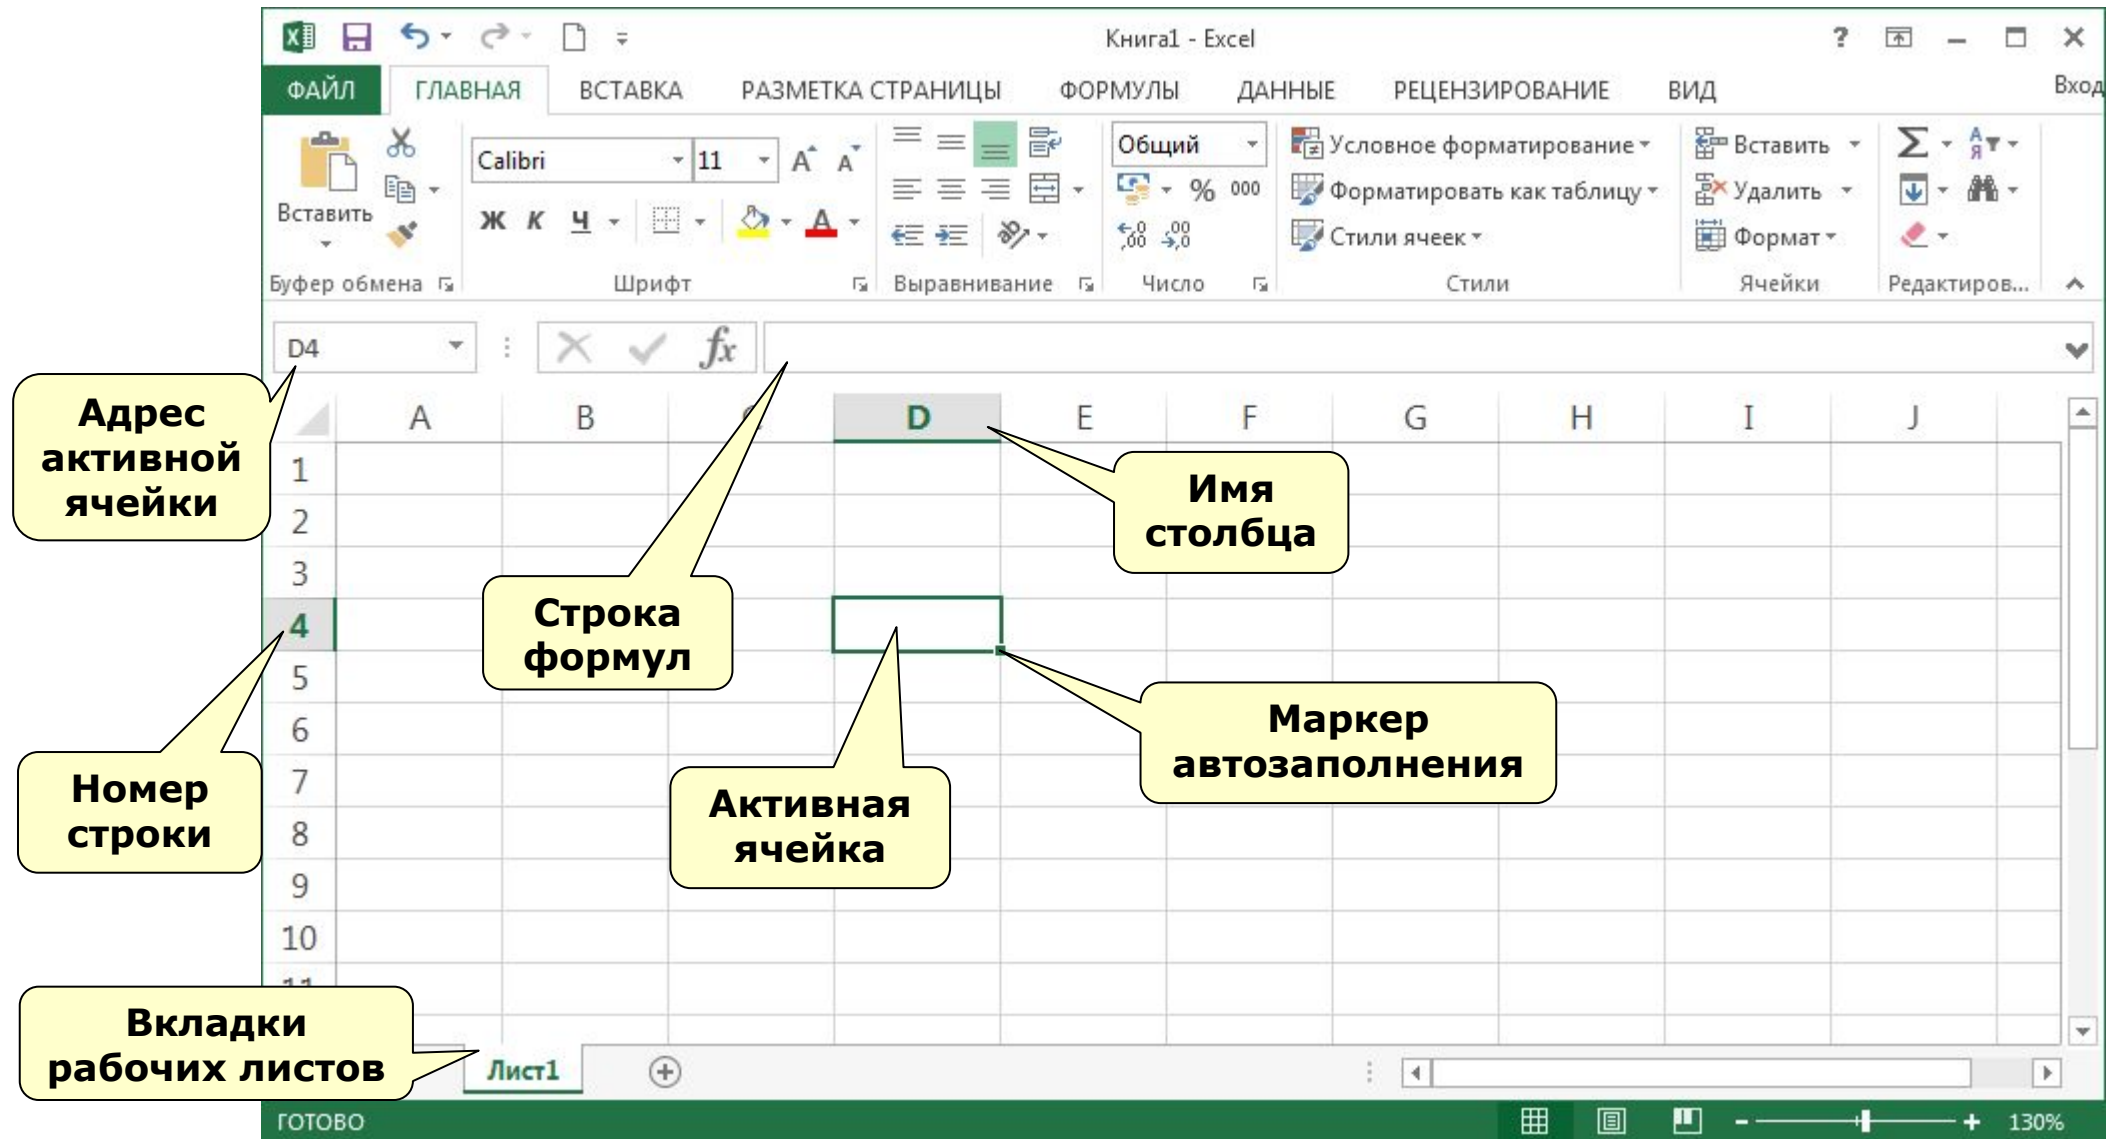 Книга1 - Excel
?
ФАЙЛ ГЛАВНАЯ ВСТАВКА РАЗМЕТКА СТРАНИЦЫ ФОРМУЛЫ ДАННЫЕ РЕЦЕНЗИРОВАНИЕ ВИД Вход
Calibri 11 Общий Условное форматирование Вставить
% 000 Форматировать как таблицу Удалить
Вставить Ж К Ч А Стили ячеек Формат
Буфер обмена Шрифт Выравнивание Число Стили Ячейки Редактиров...
D4 fx
A B D E F G H I J
Адрес
активной
ячейки
1
2
3
4
5
6
7
8
9
10
11
Имя
столбца
Строка
формул
Маркер
автозаполнения
Номер
строки
Активная
ячейка
Вкладки
рабочих листов
Лист1
ГОТОВО 130%